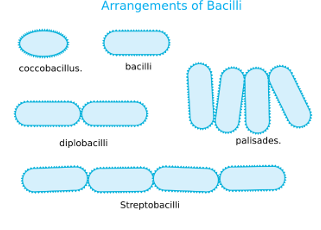 Arrangements of Bacilli
coccobacillus.
bacilli
diplobacilli
palisades.
Streptobacilli